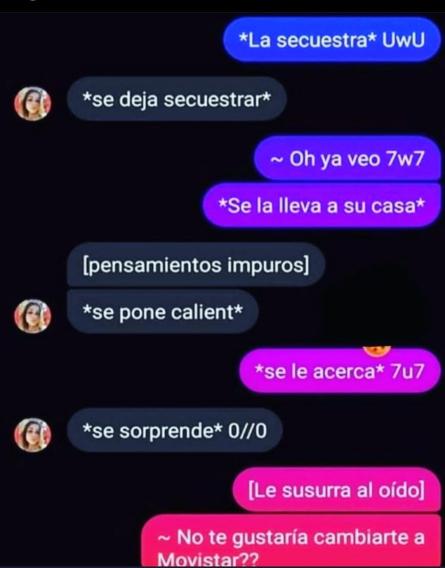 *La secuestra* UwU
*se deja secuestrar*
~ Oh ya veo 7w7
*Se la lleva a su casa*
[pensamientos impuros]
*se pone calient*
*se le acerca* 7u7
*se sorprende* 0//0
[Le susurra al oído]
~ No te gustaría cambiarte a
Movistar??